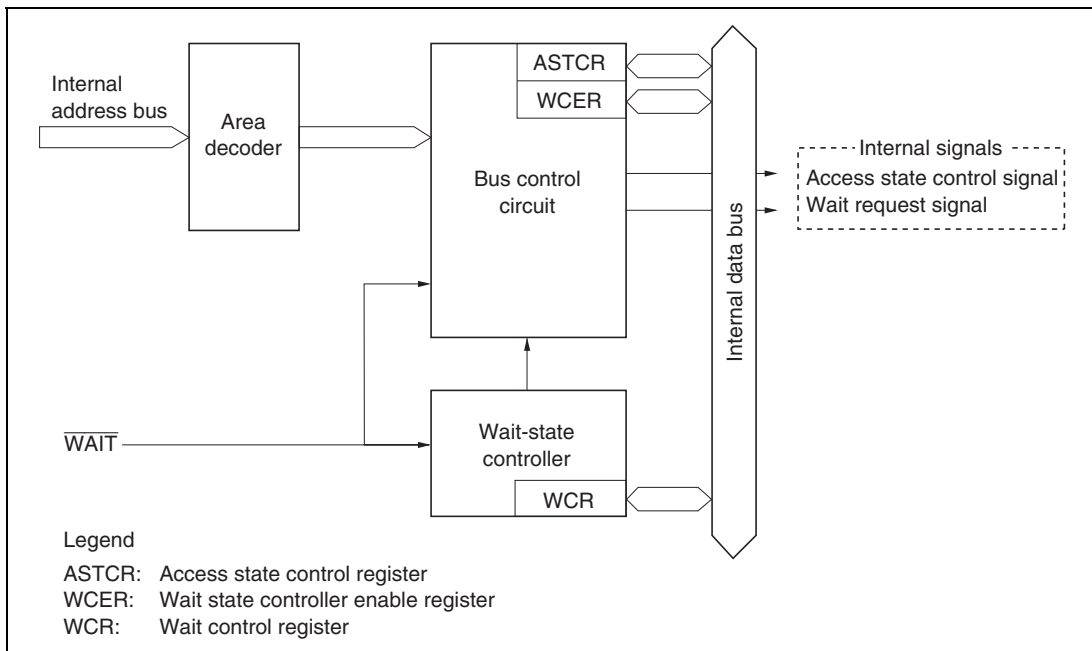 Internal
address bus
Area
decoder
ASTCR
WCER
Bus control
circuit
Internal data bus
Internal signals
Access state control signal
Wait request signal
WAIT
Wait-state
controller
WCR
Legend
ASTCR: Access state control register
WCER: Wait state controller enable register
WCR: Wait control register